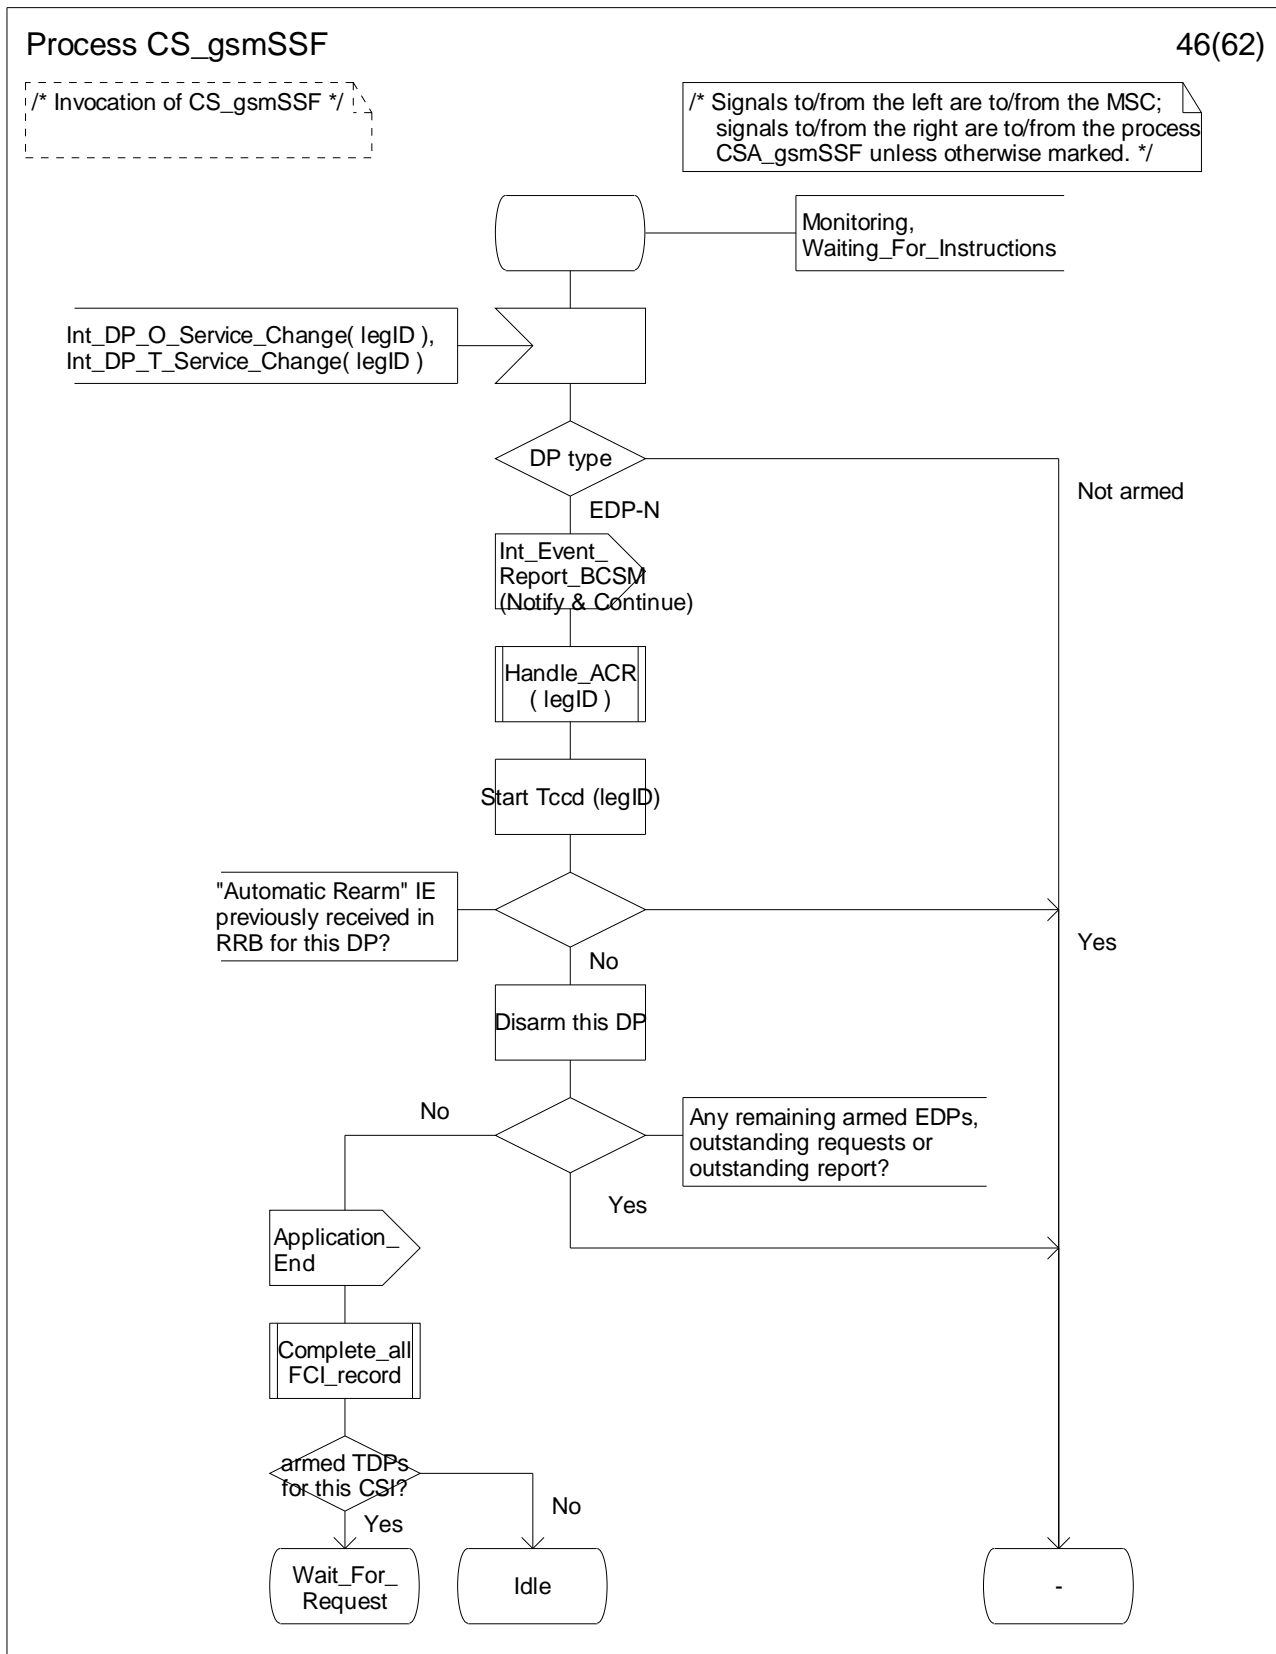 Process CS_gsmSSF
46(62)
/* Invocation of CS_gsmSSF */
/* Signals to/from the left are to/from the MSC;
signals to/from the right are to/from the process
CSA_gsmSSF unless otherwise marked. */
Monitoring,
Waiting_For_Instructions
Int_DP_O_Service_Change( legID ),
Int_DP_T_Service_Change( legID )
DP type
Not armed
EDP-N
Int_Event_
Report_BCSM
(Notify & Continue)
Handle_ACR
( legID )
Start Tccd (legID)
"Automatic Rearm" IE
previously received in
RRB for this DP?
Yes
No
Disarm this DP
No
Any remaining armed EDPs,
outstanding requests or
outstanding report?
Yes
Application_
End
Complete_all
FCI_record
armed TDPs
for this CSI?
No
Yes
Wait_For_
Request
Idle
-